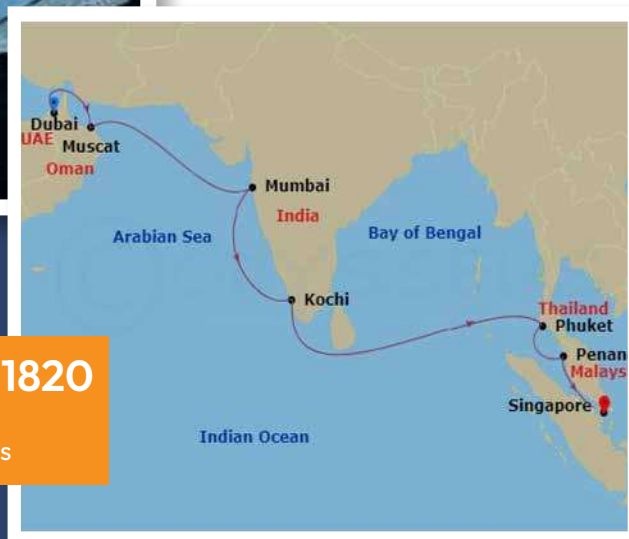 Dubai
UAE
Muscat
Oman
Mumbai
India
Arabian Sea
Bay of Bengal
Kochi
Thailand
Phuket
Penan
Malays
1820
Singapore
s
Indian Ocean